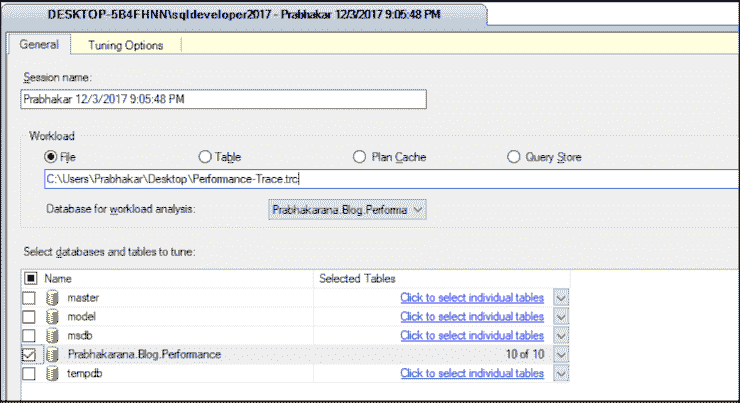 DESKTOP-5B4FHNN\sqldeveloper2017 - Prabhakar 12/3/2017 9:05:48 PM
General Tuning Options
Session name:
Prabhakar 12/3/2017 9:05:48 PM
Workload
File Table Plan Cache Query Store
C:\Users\Prabhakar\Desktop\Performance-Trace.trc
Database for workload analysis: Prabhakarana.Blog.Performa
Select databases and tables to tune:
Name Selected Tables
master Click to select individual tables
model Click to select individual tables
msdb Click to select individual tables
Prabhakarana.Blog.Performance 10 of 10
tempdb Click to select individual tables